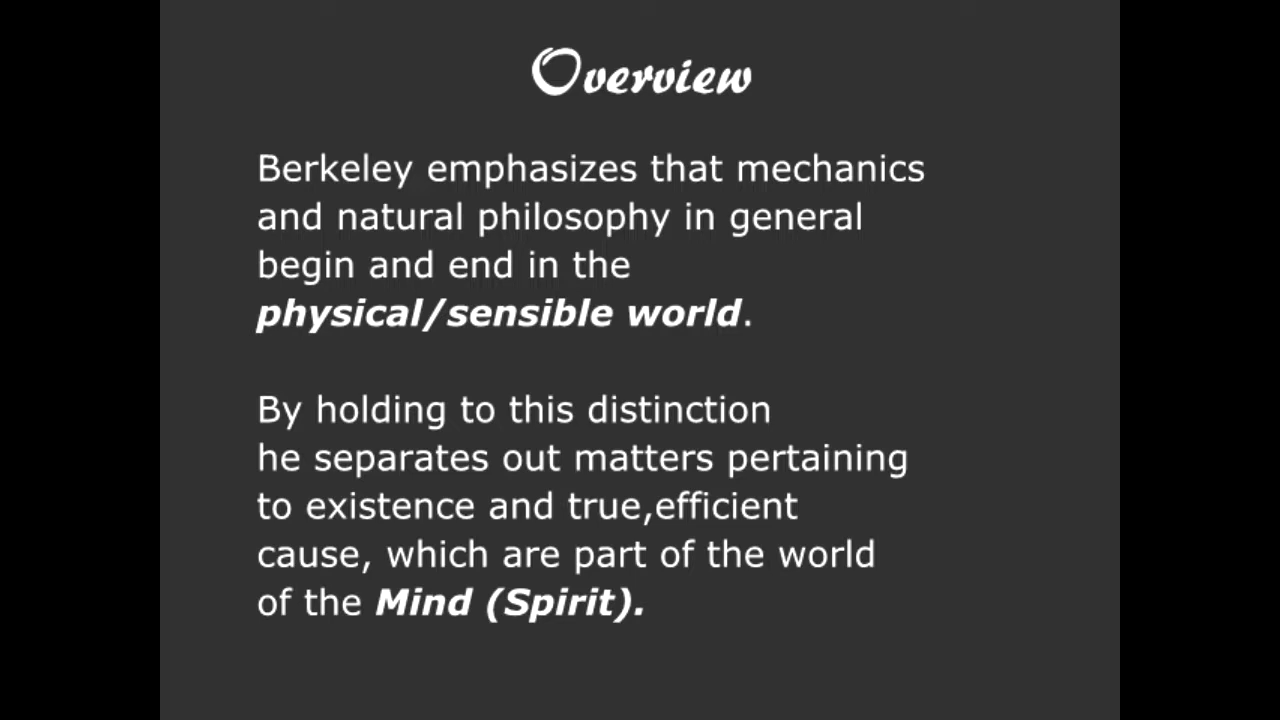 Overview
Berkeley emphasizes that mechanics
and natural philosophy in general
begin and end in the
physical/sensible world.
By holding to this distinction
he separates out matters pertaining
to existence and true,efficient
cause, which are part of the world
of the Mind (Spirit).